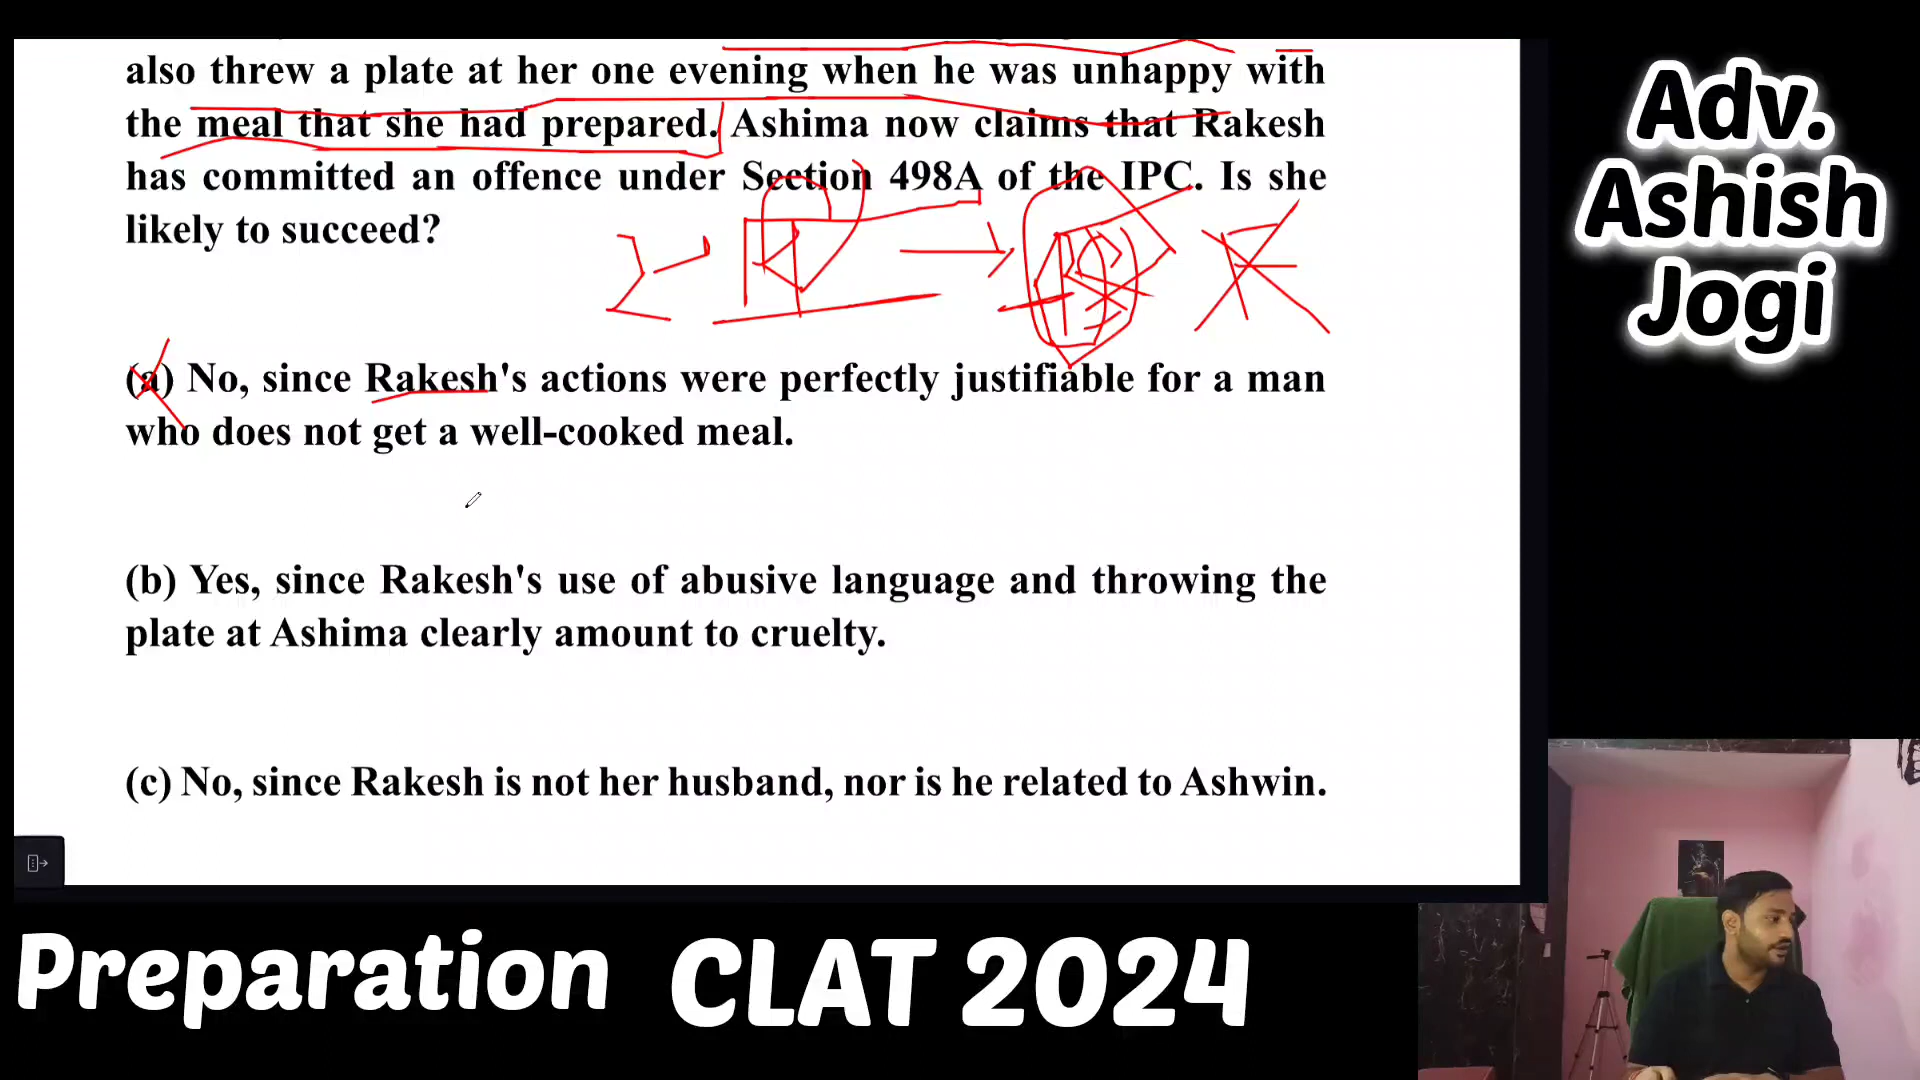 also threw a plate at her one evening when he was unhappy with
the meal that she had prepared. Ashima now claims that Rakesh
has committed an offence under Section 498A of the IPC. Is she
likely to succeed?
(a) No, since Rakesh's actions were perfectly justifiable for a man
who does not get a well-cooked meal.
(b) Yes, since Rakesh's use of abusive language and throwing the
plate at Ashima clearly amount to cruelty.
(c) No, since Rakesh is not her husband, nor is he related to Ashwin.
Adv.
Ashish
Jogi
Preparation CLAT 2024